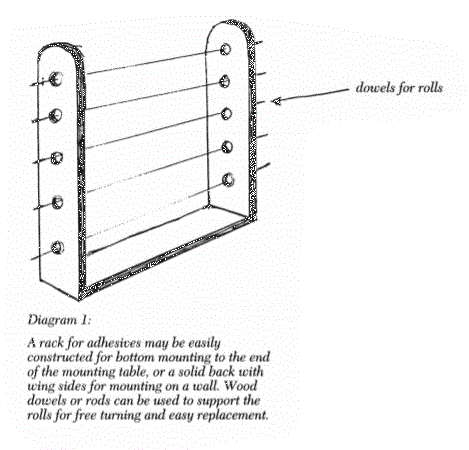 dowels for rolls
Diagram 1:
A rack for adhesives may be easily
constructed for bottom mounting to the end
of the mounting table, or a solid back with
wing sides for mounting on a wall. Wood
dowels or rods can be used to support the
rolls for free turning and easy replacement.